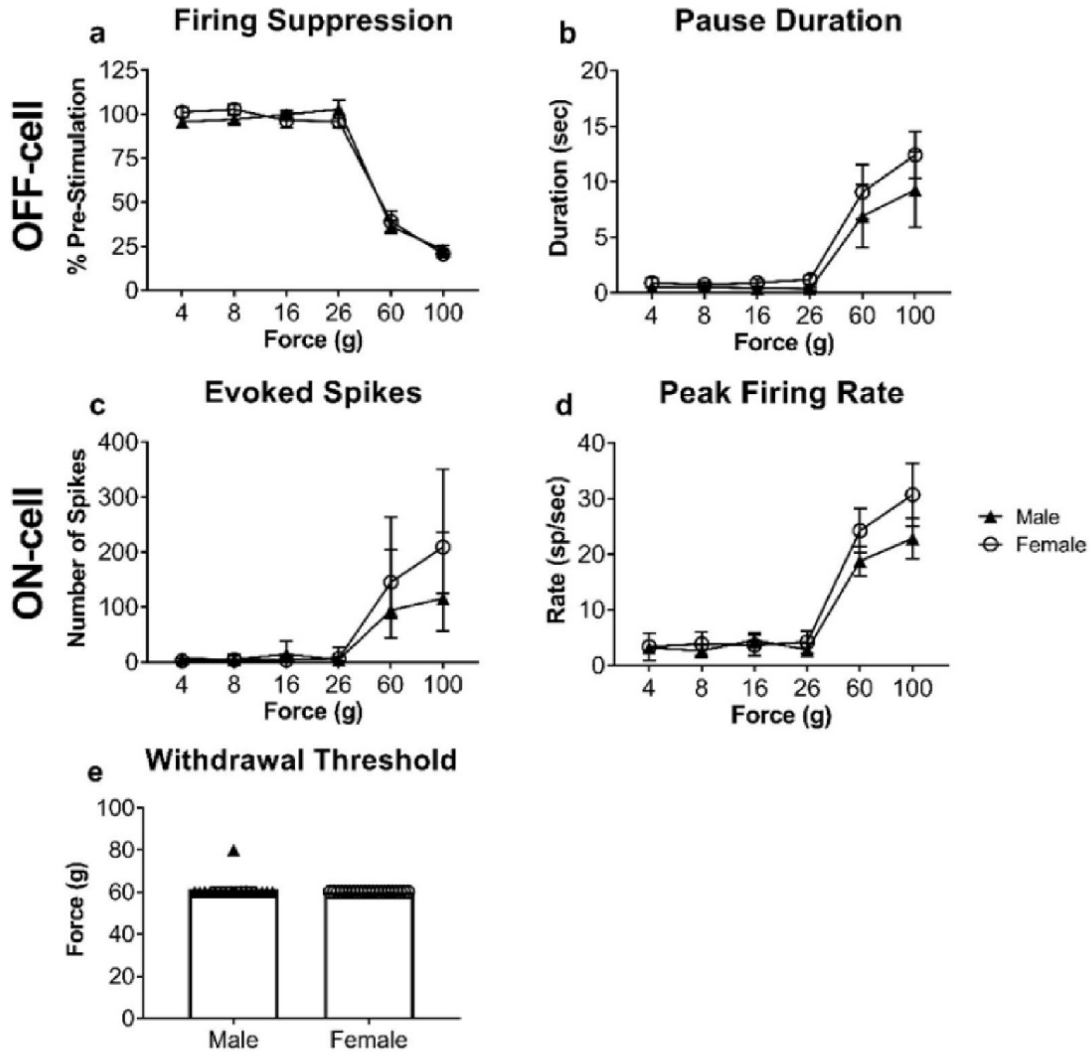 OFF-cell
a
Firing Suppression
% Pre-Stimulation
125
100
75
50
25
0
4 8 16 26 60 100
Force (g)
b
Pause Duration
Duration (sec)
20
15
10
5
0
4 8 16 26 60 100
Force (g)
ON-cell
c
Evoked Spikes
Number of Spikes
400
300
200
100
0
4 8 16 26 60 100
Force (g)
d
Peak Firing Rate
Rate (sp/sec)
40
30
20
10
0
4 8 16 26 60 100
Force (g)
Male
Female
e
Withdrawal Threshold
Force (g)
100
80
60
40
20
0
Male Female